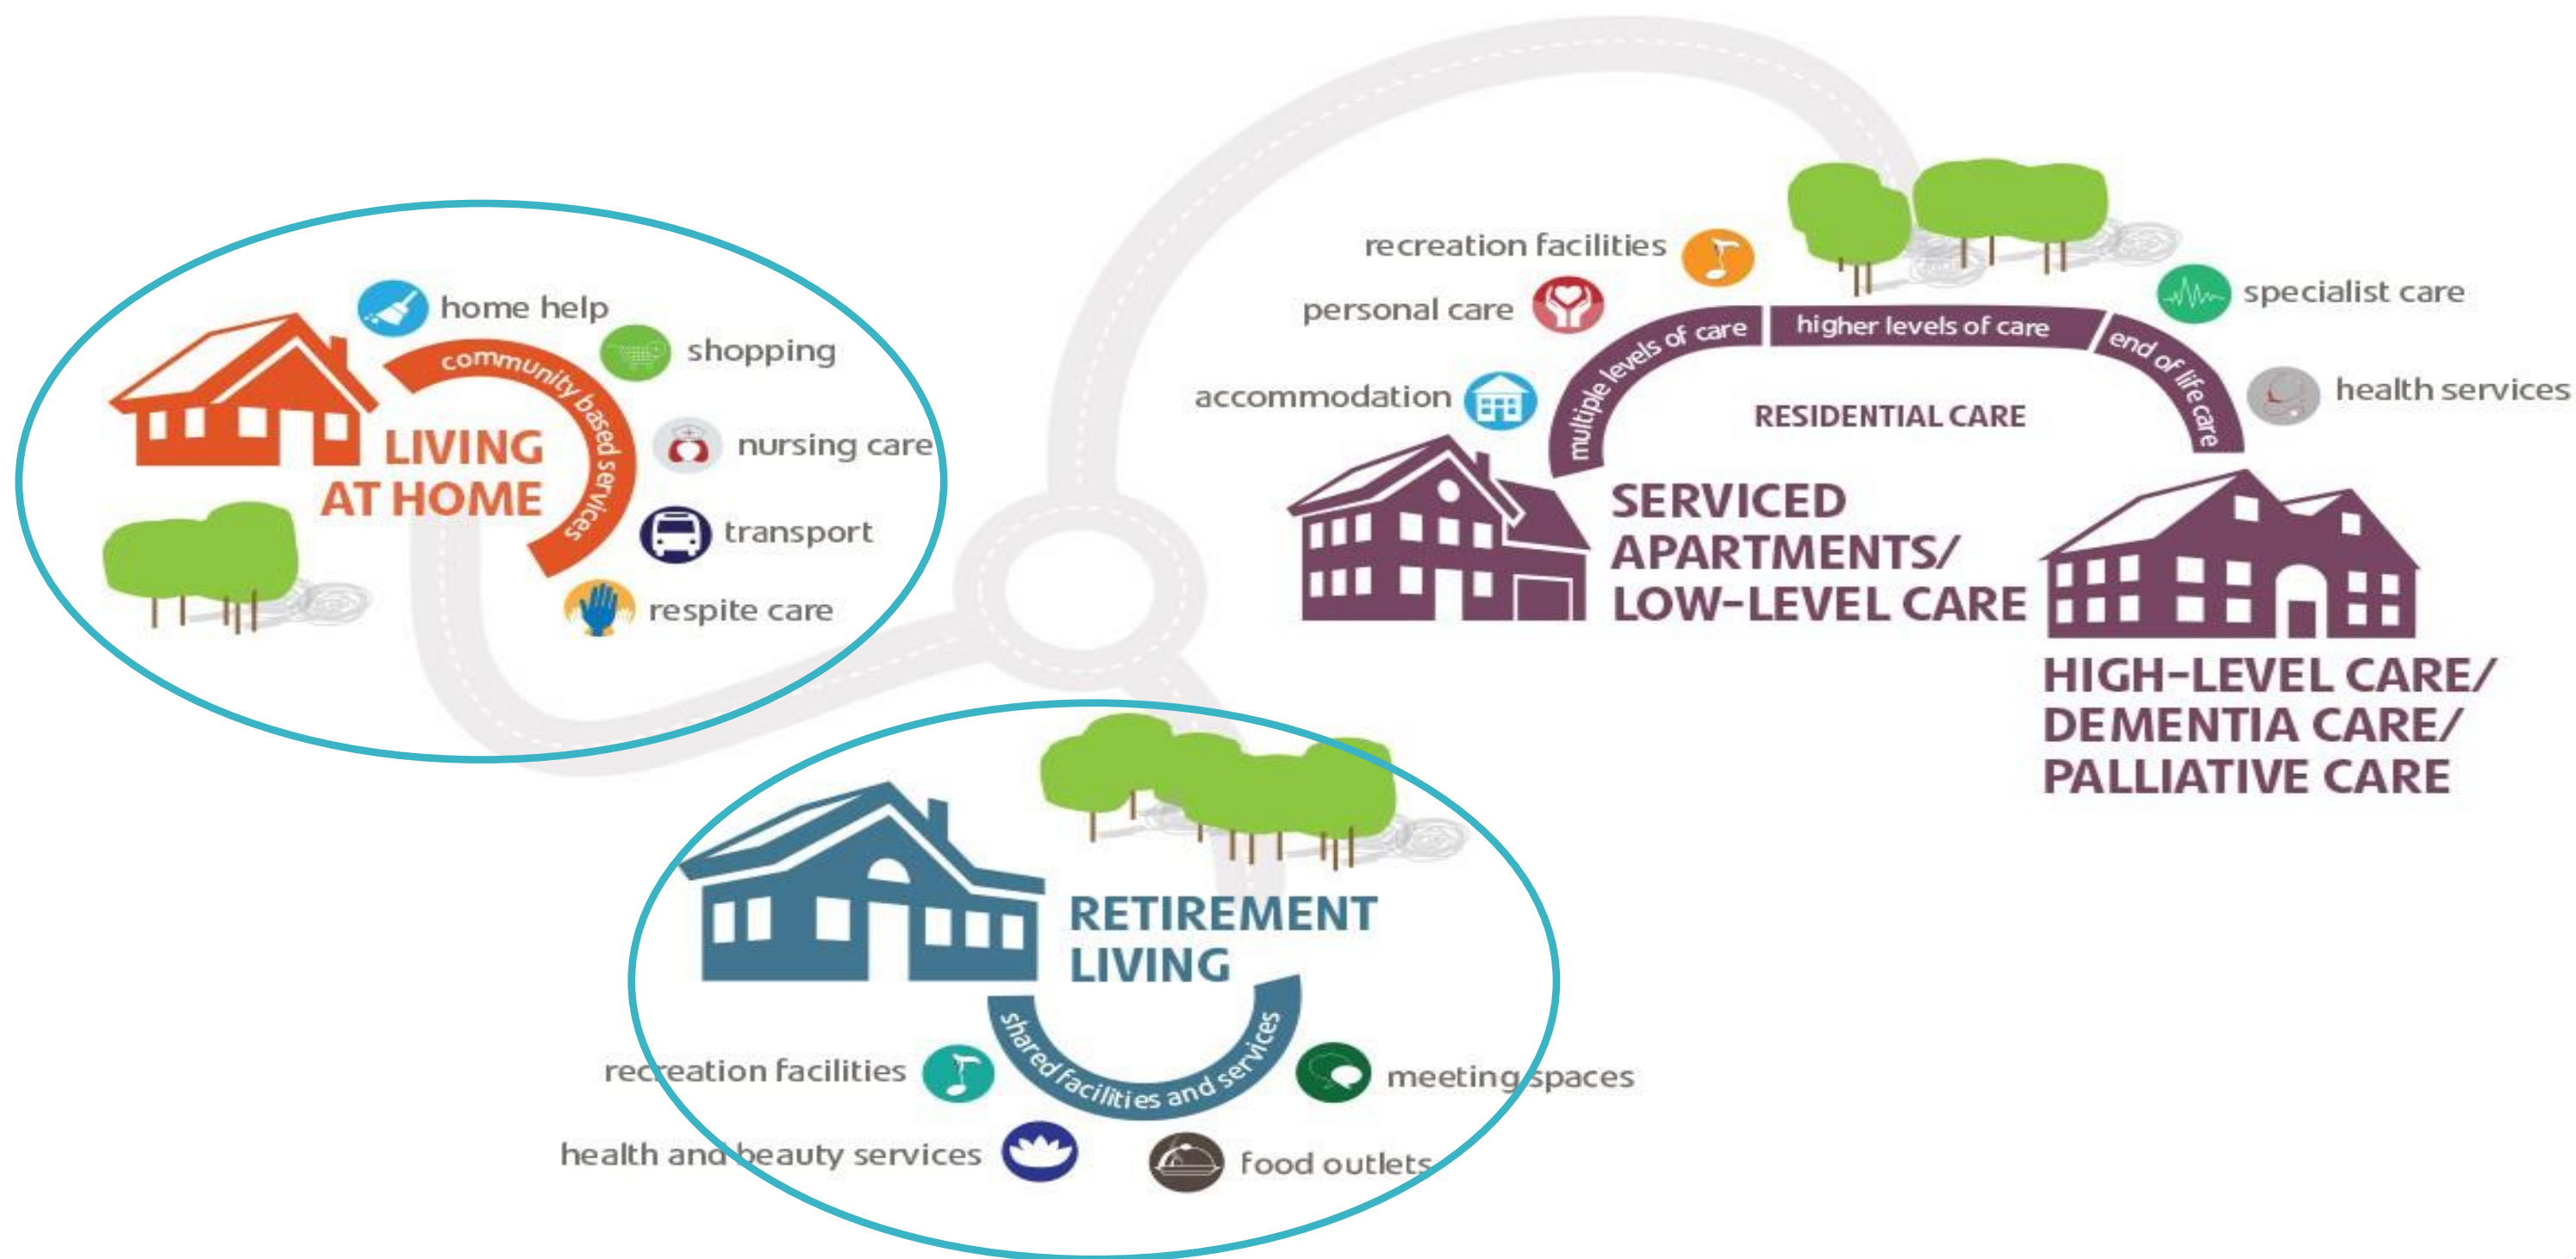 home help
shopping
community based services
nursing care
LIVING
AT HOME
transport
respite care
recreation facilities
personal care
accommodation
multiple levels of care
higher levels of care
end of life care
specialist care
health services
RESIDENTIAL CARE
SERVICED
APARTMENTS/
LOW-LEVEL CARE
HIGH-LEVEL CARE/
DEMENTIA CARE/
PALLIATIVE CARE
RETIREMENT
LIVING
shared facilities and services
recreation facilities
meeting spaces
health and beauty services
food outlets